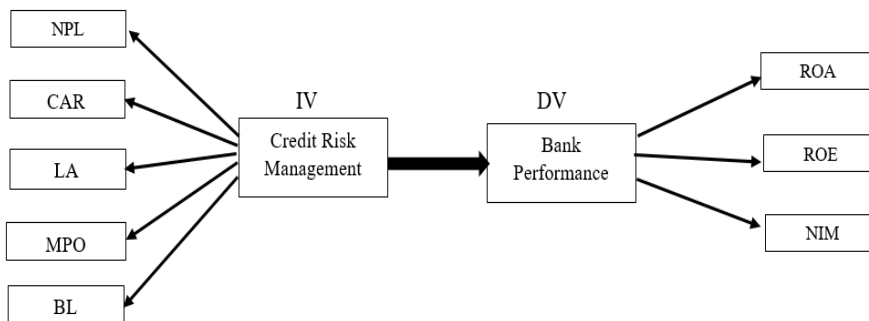 NPL
CAR
LA
MPO
BL
IV
Credit Risk
Management
DV
Bank
Performance
ROA
ROE
NIM